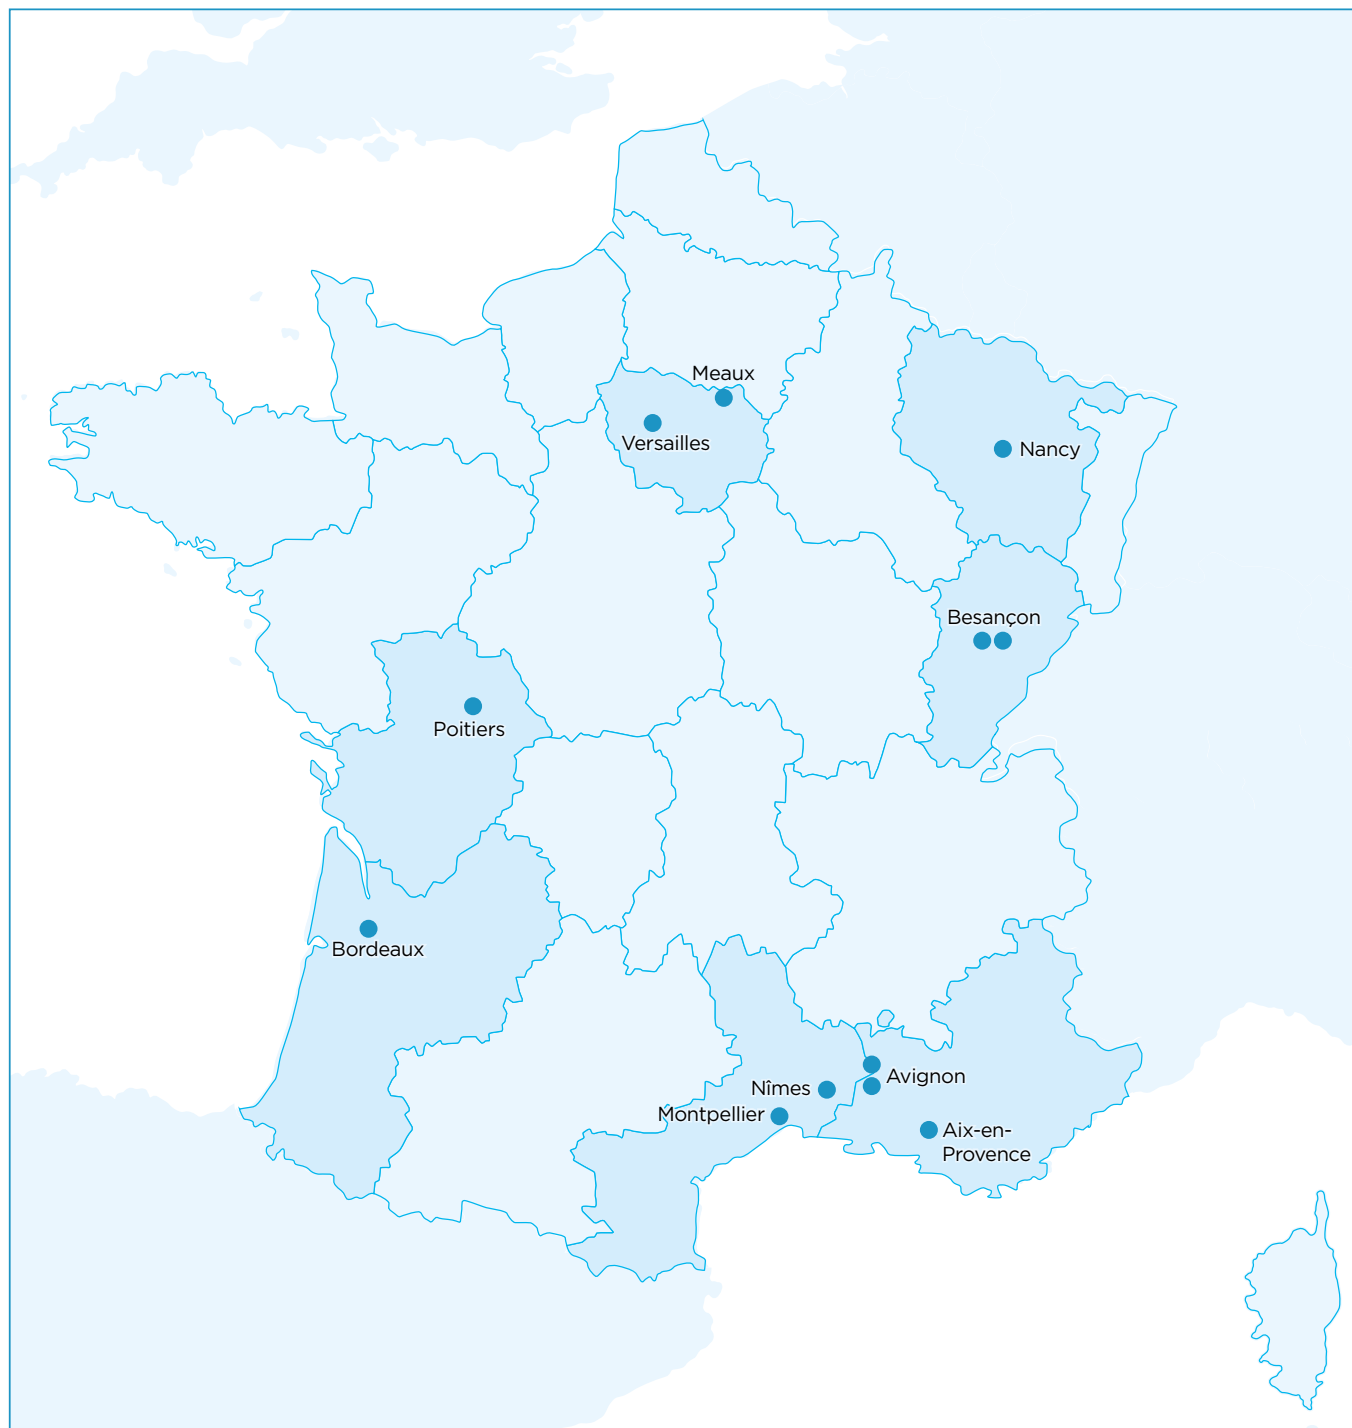 Meaux
Versailles
Nancy
Besançon
Poitiers
Bordeaux
Avignon
Nîmes
Montpellier
Aix-en-
Provence